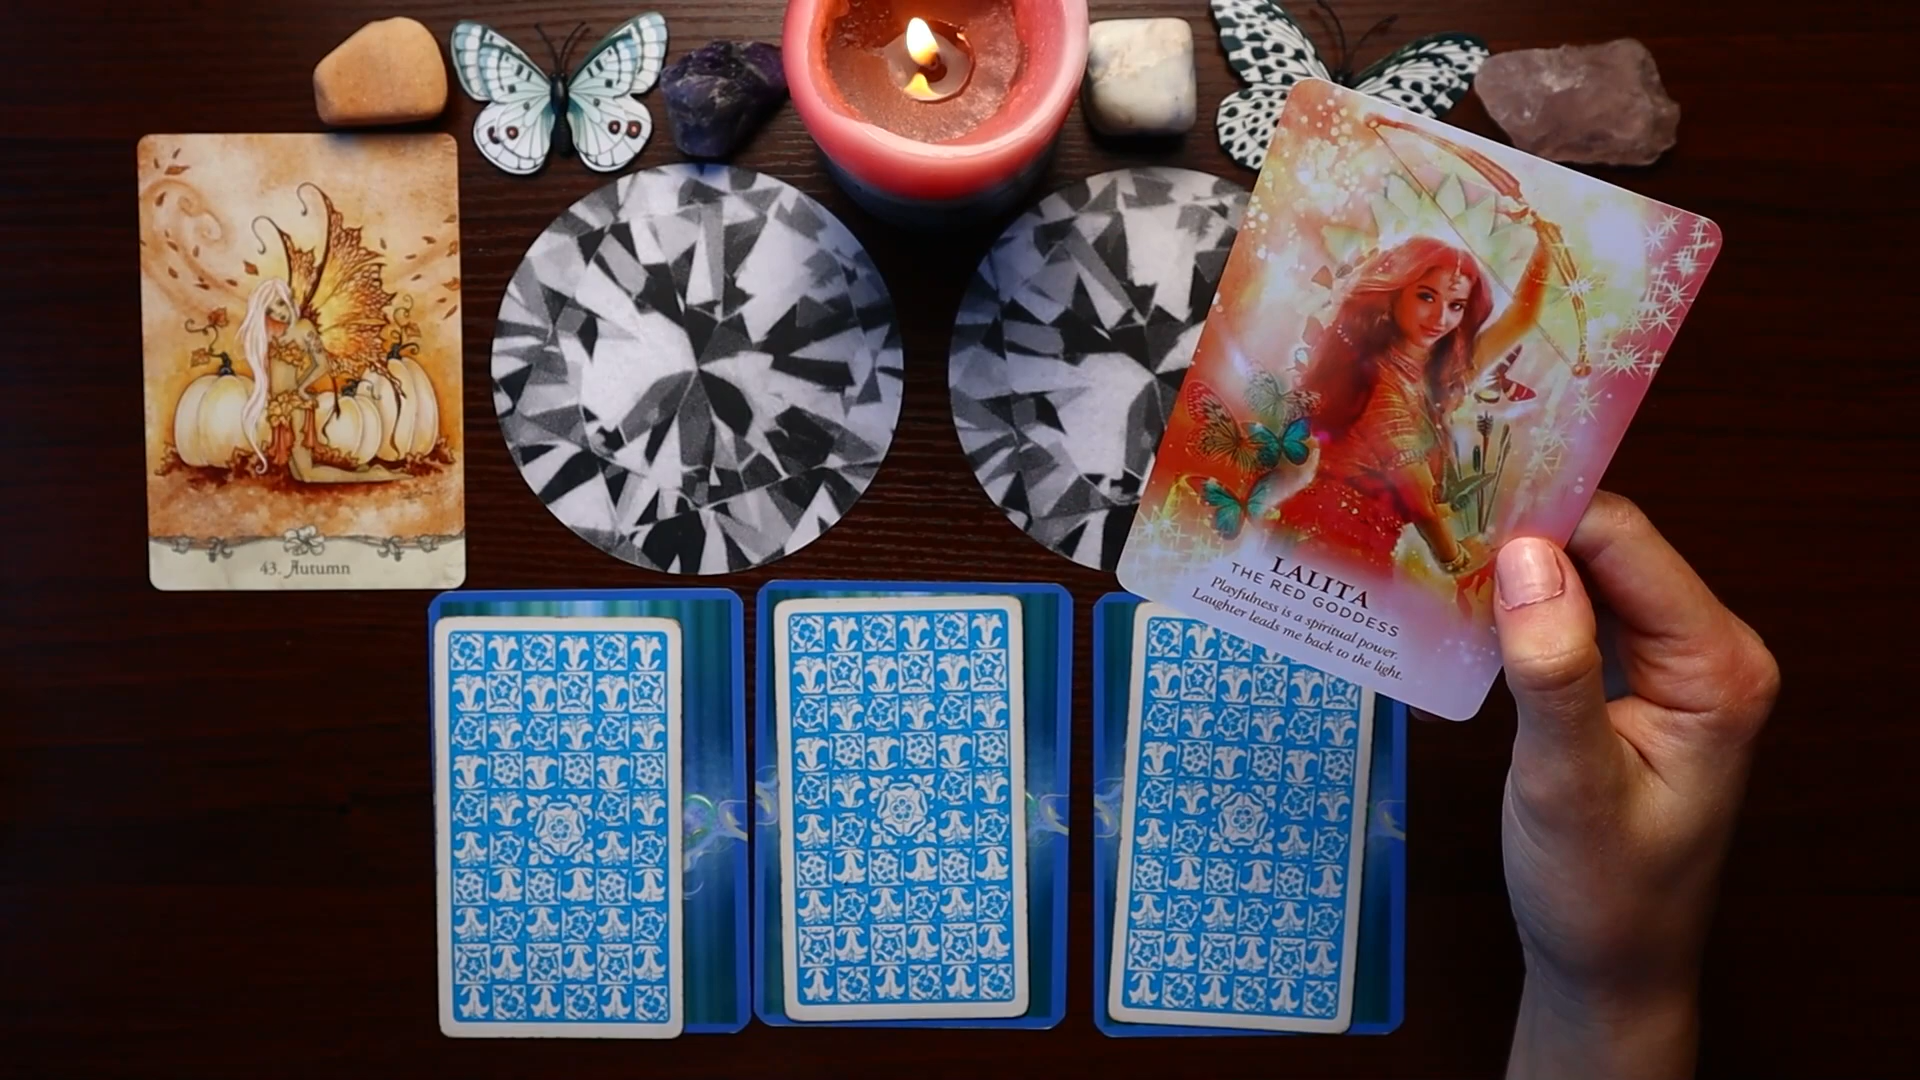 43. Autumn
LALITA
THE RED GODDESS
Playfulness is a spiritual power.
Laughter leads me back to the light.